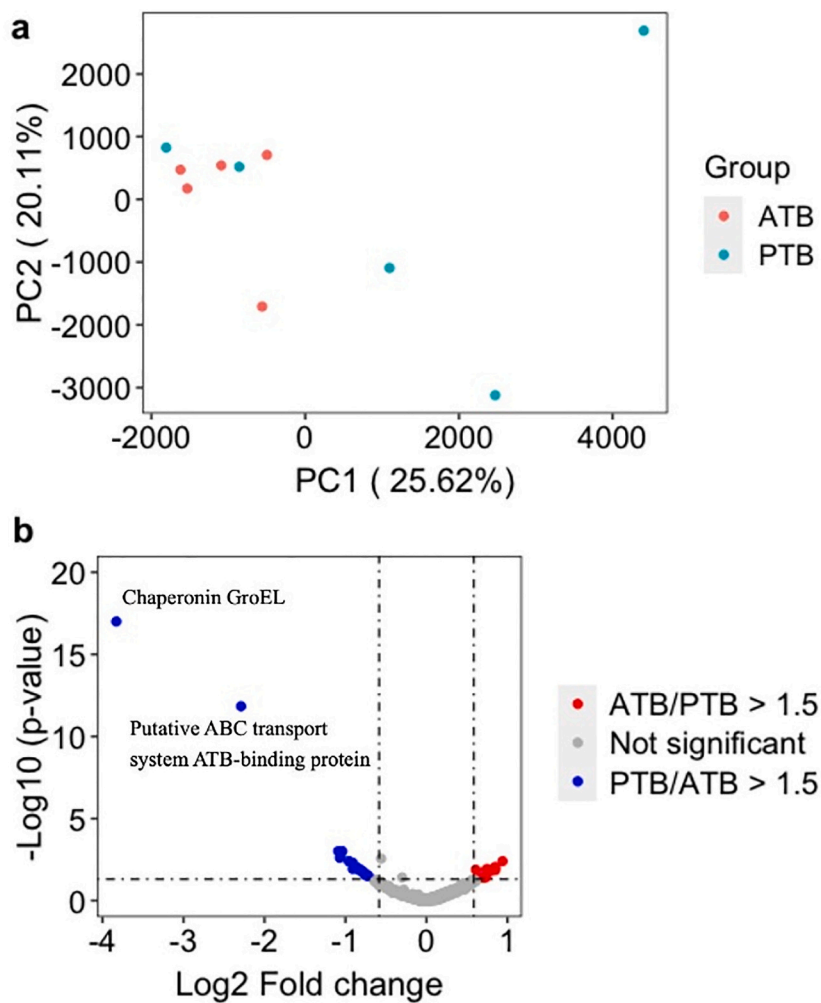 a
2000
1000
0
-1000
-2000
-3000
PC2 ( 20.11%)
-2000 0 2000 4000
PC1 ( 25.62%)
Group
ATB
PTB
b
20
15
10
5
0
-Log10 (p-value)
Chaperonin GroEL
Putative ABC transport
system ATB-binding protein
-4 -3 -2 -1 0 1
Log2 Fold change
ATB/PTB > 1.5
Not significant
PTB/ATB > 1.5